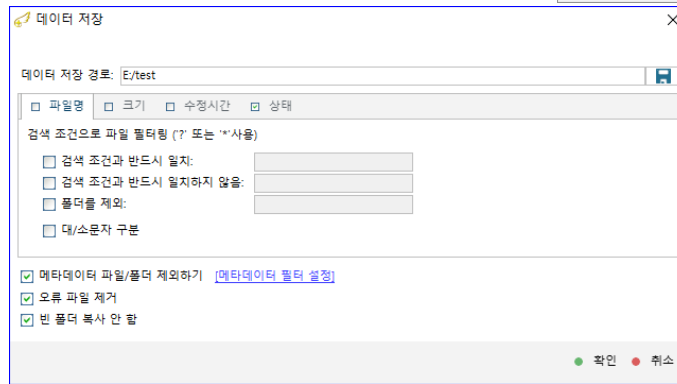 데이터 저장
데이터 저장 경로: E:/test
파일명 크기 수정시간 상태
검색 조건으로 파일 필터링 ('?' 또는 '*'사용)
검색 조건과 반드시 일치:
검색 조건과 반드시 일치하지 않음:
폴더를 제외:
대/소문자 구분
메타데이터 파일/폴더 제외하기 [메타데이터 필터 설정]
오류 파일 제거
빈 폴더 복사 안 함
확인 취소